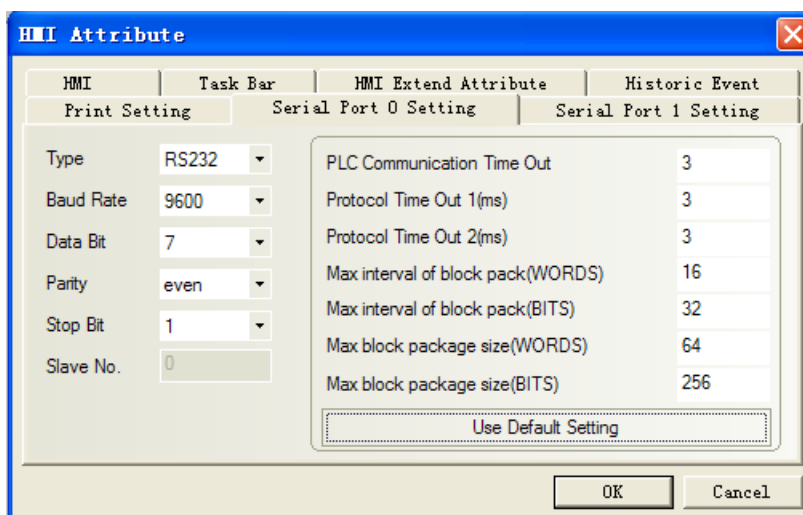 HMI Attribute
HMI Task Bar HMI Extend Attribute Historic Event
Print Setting Serial Port 0 Setting Serial Port 1 Setting
Type RS232
Baud Rate 9600
Data Bit 7
Parity even
Stop Bit 1
Slave No. 0
PLC Communication Time Out 3
Protocol Time Out 1(ms) 3
Protocol Time Out 2(ms) 3
Max interval of block pack(WORDS) 16
Max interval of block pack(BITS) 32
Max block package size(WORDS) 64
Max block package size(BITS) 256
Use Default Setting
OK Cancel